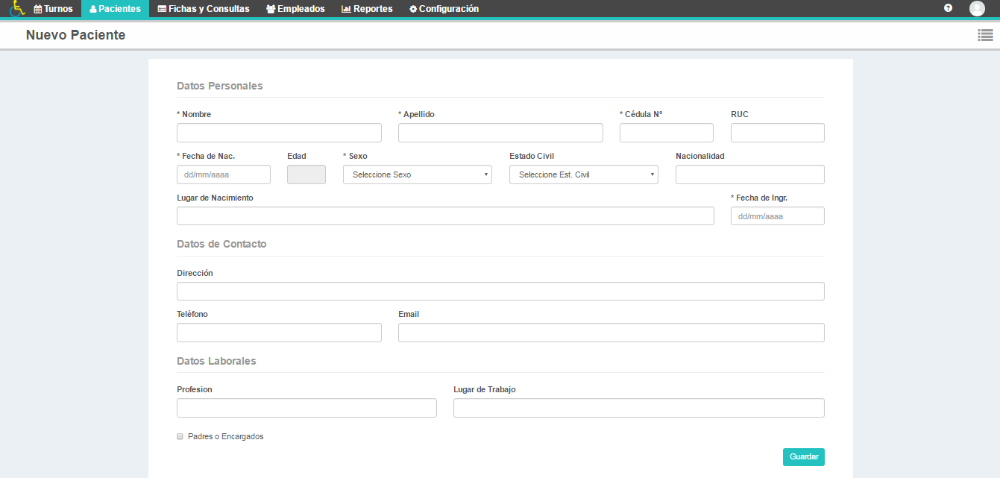 Turnos Pacientes Fichas y Consultas Empleados Reportes Configuración ?
Nuevo Paciente
Datos Personales
* Nombre * Apellido * Cédula Nº RUC
* Fecha de Nac. Edad * Sexo Estado Civil Nacionalidad
dd/mm/aaaa Seleccione Sexo Seleccione Est. Civil
Lugar de Nacimiento * Fecha de Ingr.
dd/mm/aaaa
Datos de Contacto
Dirección
Teléfono Email
Datos Laborales
Profesion Lugar de Trabajo
Padres o Encargados
Guardar